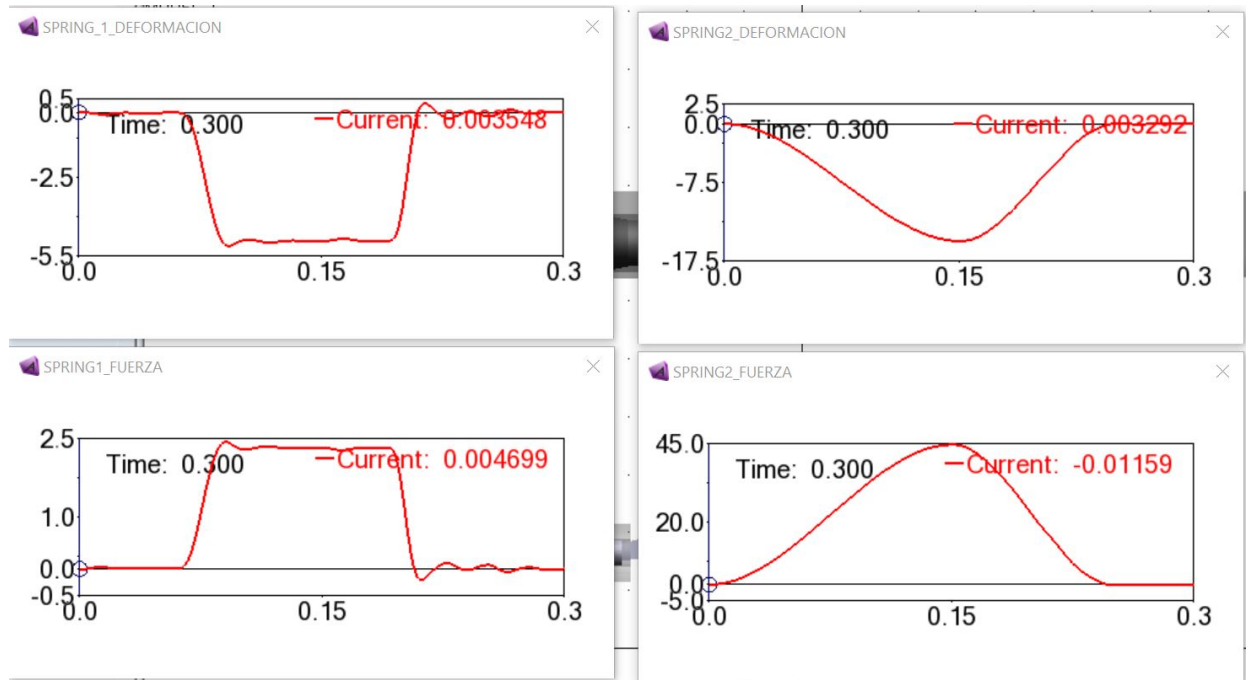 SPRING_1_DEFORMACION
0.5
0.0
Time: 0.300
Current: 0.003548
-2.5
-5.5
0.0
0.15
0.3
SPRING2_DEFORMACION
2.5
0.0
Time: 0.300
Current: 0.003292
-7.5
-17.5
0.0
0.15
0.3
SPRING1_FUERZA
2.5
Time: 0.300
Current: 0.004699
1.0
0.0
-0.5
0.0
0.15
0.3
SPRING2_FUERZA
45.0
Time: 0.300
Current: -0.01159
20.0
0.0
-5.0
0.0
0.15
0.3